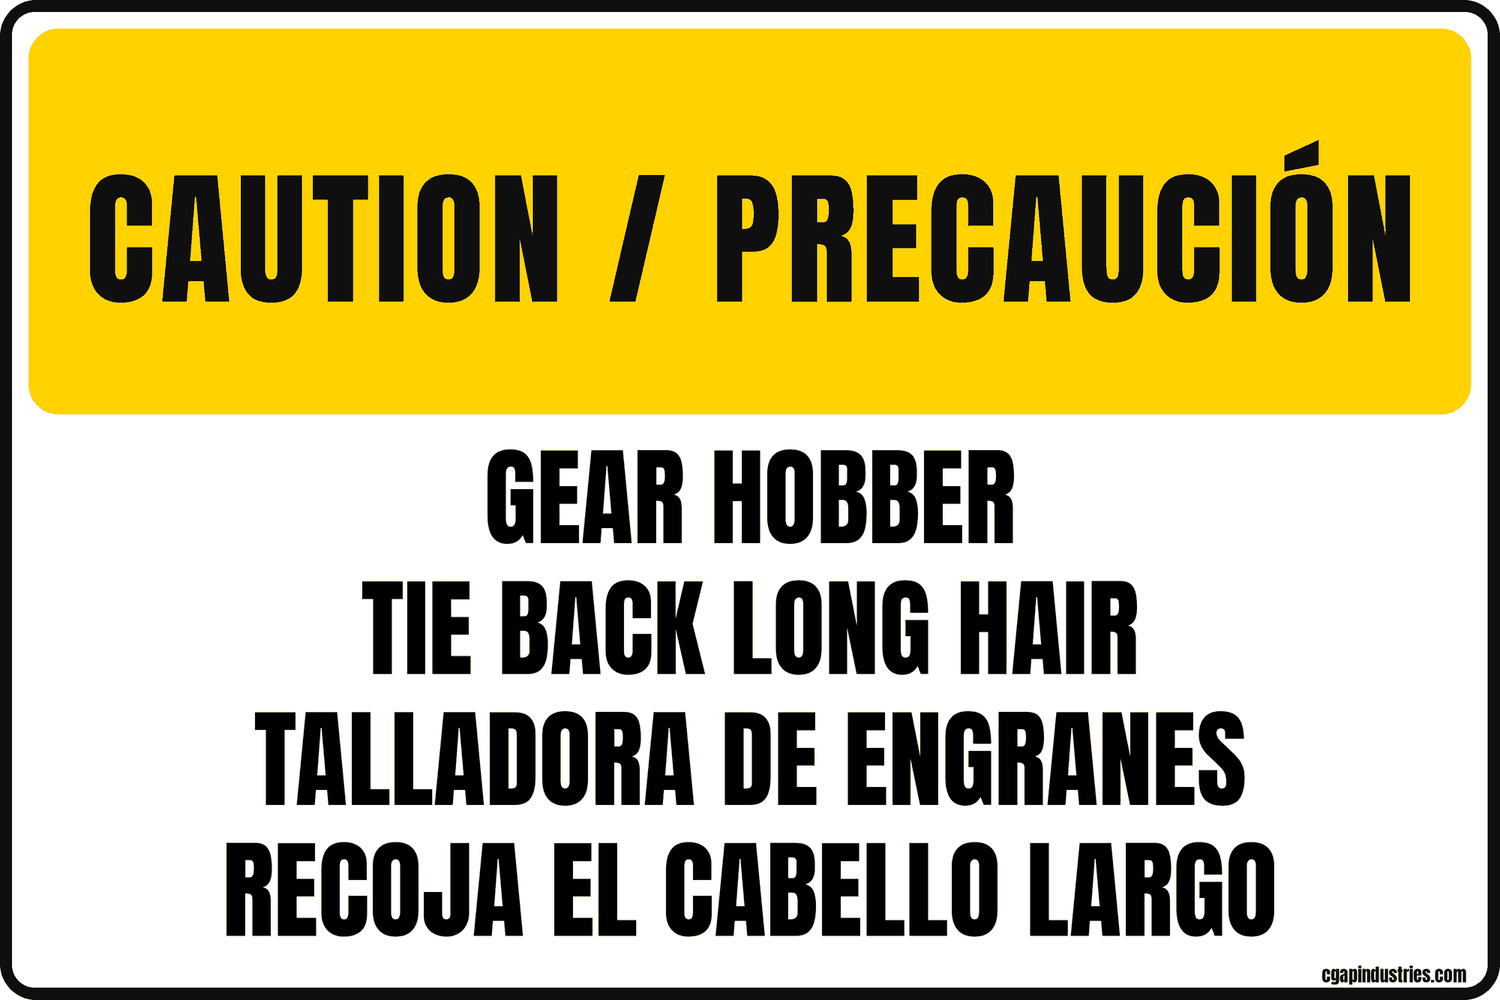 CAUTION / PRECAUCIÓN
GEAR HOBBER
TIE BACK LONG HAIR
TALLADORA DE ENGRANES
RECOJA EL CABELLO LARGO
cgapindustries.com